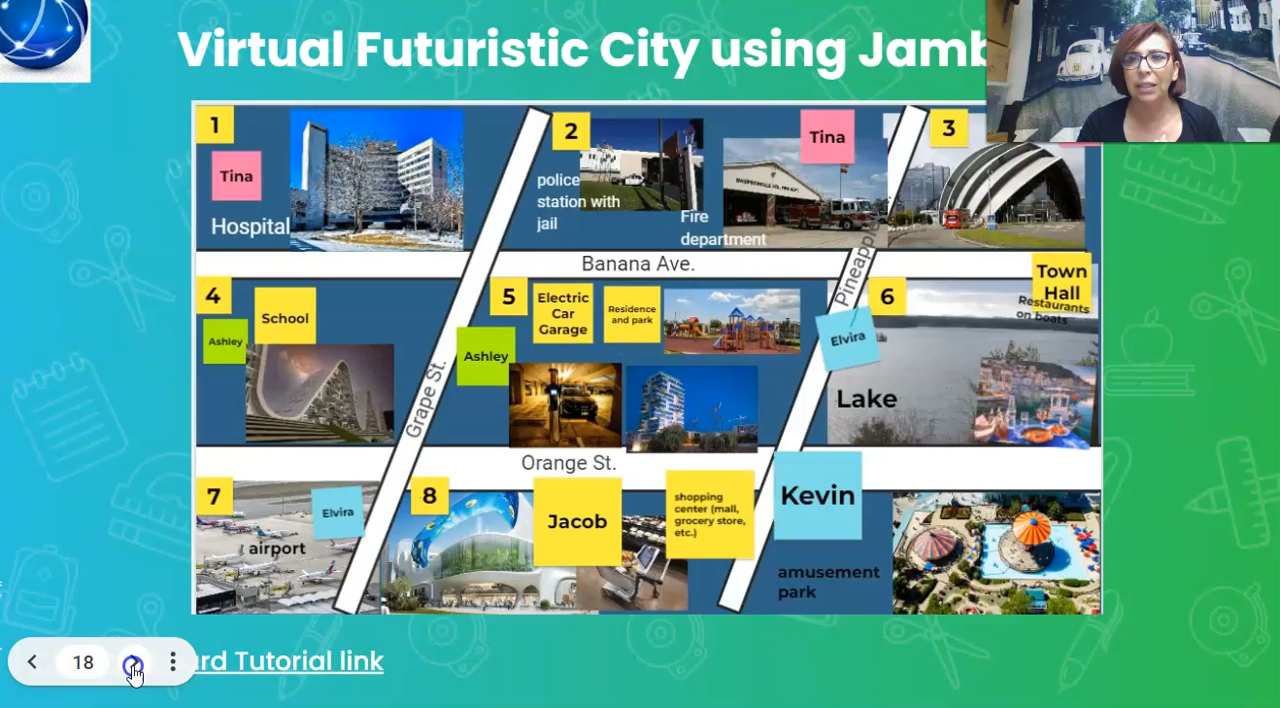 Virtual Futuristic City using Jamb
1
Tina
Hospital
2
police
station with
jail
Fire
department
Tina
3
Banana Ave.
Pineapple
4
School
Ashley
Grape St.
5
Electric
Car
Garage
Residence
and park
Ashley
6
Town
Hall
Restaurants
on boats
Elvira
Lake
Orange St.
7
Elvira
airport
8
Jacob
shopping
center (mall,
grocery store,
etc.)
Kevin
amusement
park
18
ard Tutorial link